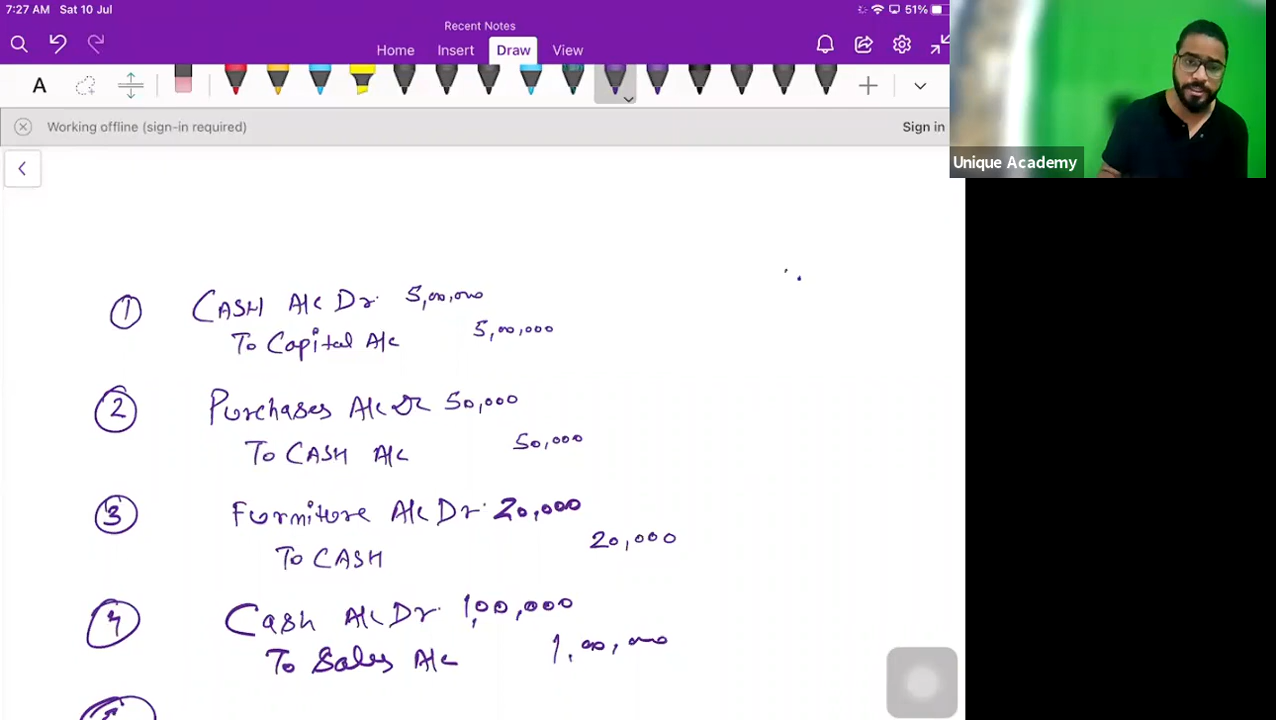 7:27 AM Sat 10 Jul
51%
Recent Notes
Home Insert Draw View
A
Working offline (sign-in required)
Sign in
Unique Academy
1 CASH A/c Dr. 5,00,000
To Capital A/c 5,00,000
2 Purchases A/c Dr 50,000
To CASH A/c 50,000
3 Furniture A/c Dr. 20,000
To CASH 20,000
4 Cash A/c Dr. 1,00,000
To Sales A/c 1,00,000